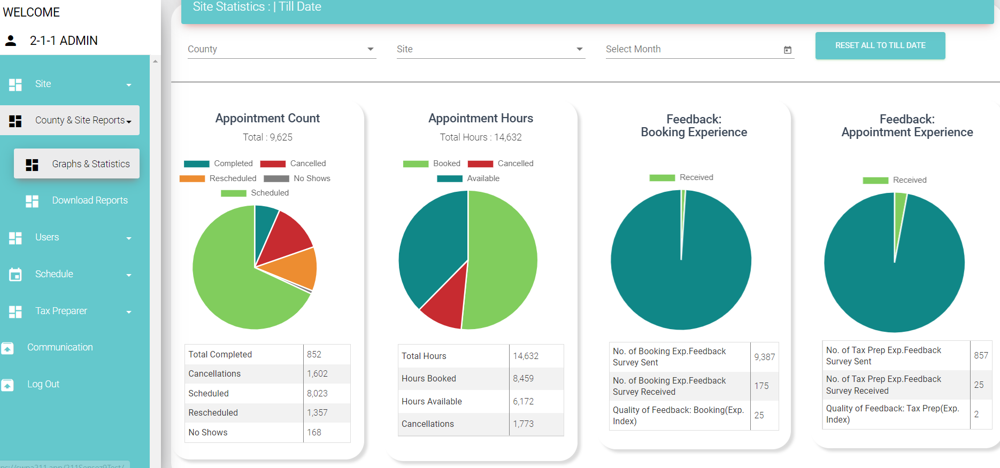 WELCOME
2-1-1 ADMIN
Site
County & Site Reports
Graphs & Statistics
Download Reports
Users
Schedule
Tax Preparer
Communication
Log Out
Site Statistics : | Till Date
County
Site
Select Month
RESET ALL TO TILL DATE
Appointment Count
Total : 9,625
Completed Cancelled
Rescheduled No Shows
Scheduled
Total Completed 852
Cancellations 1,602
Scheduled 8,023
Rescheduled 1,357
No Shows 168
Appointment Hours
Total Hours : 14,632
Booked Cancelled
Available
Total Hours 14,632
Hours Booked 8,459
Hours Available 6,172
Cancellations 1,773
Feedback:
Booking Experience
Received
No. of Booking Exp.Feedback
Survey Sent 9,387
No. of Booking Exp.Feedback
Survey Received 175
Quality of Feedback: Booking(Exp.
Index) 25
Feedback:
Appointment Experience
Received
No. of Tax Prep Exp.Feedback
Survey Sent 857
No. of Tax Prep Exp.Feedback
Survey Received 25
Quality of Feedback: Tax Prep(Exp.
Index) 2